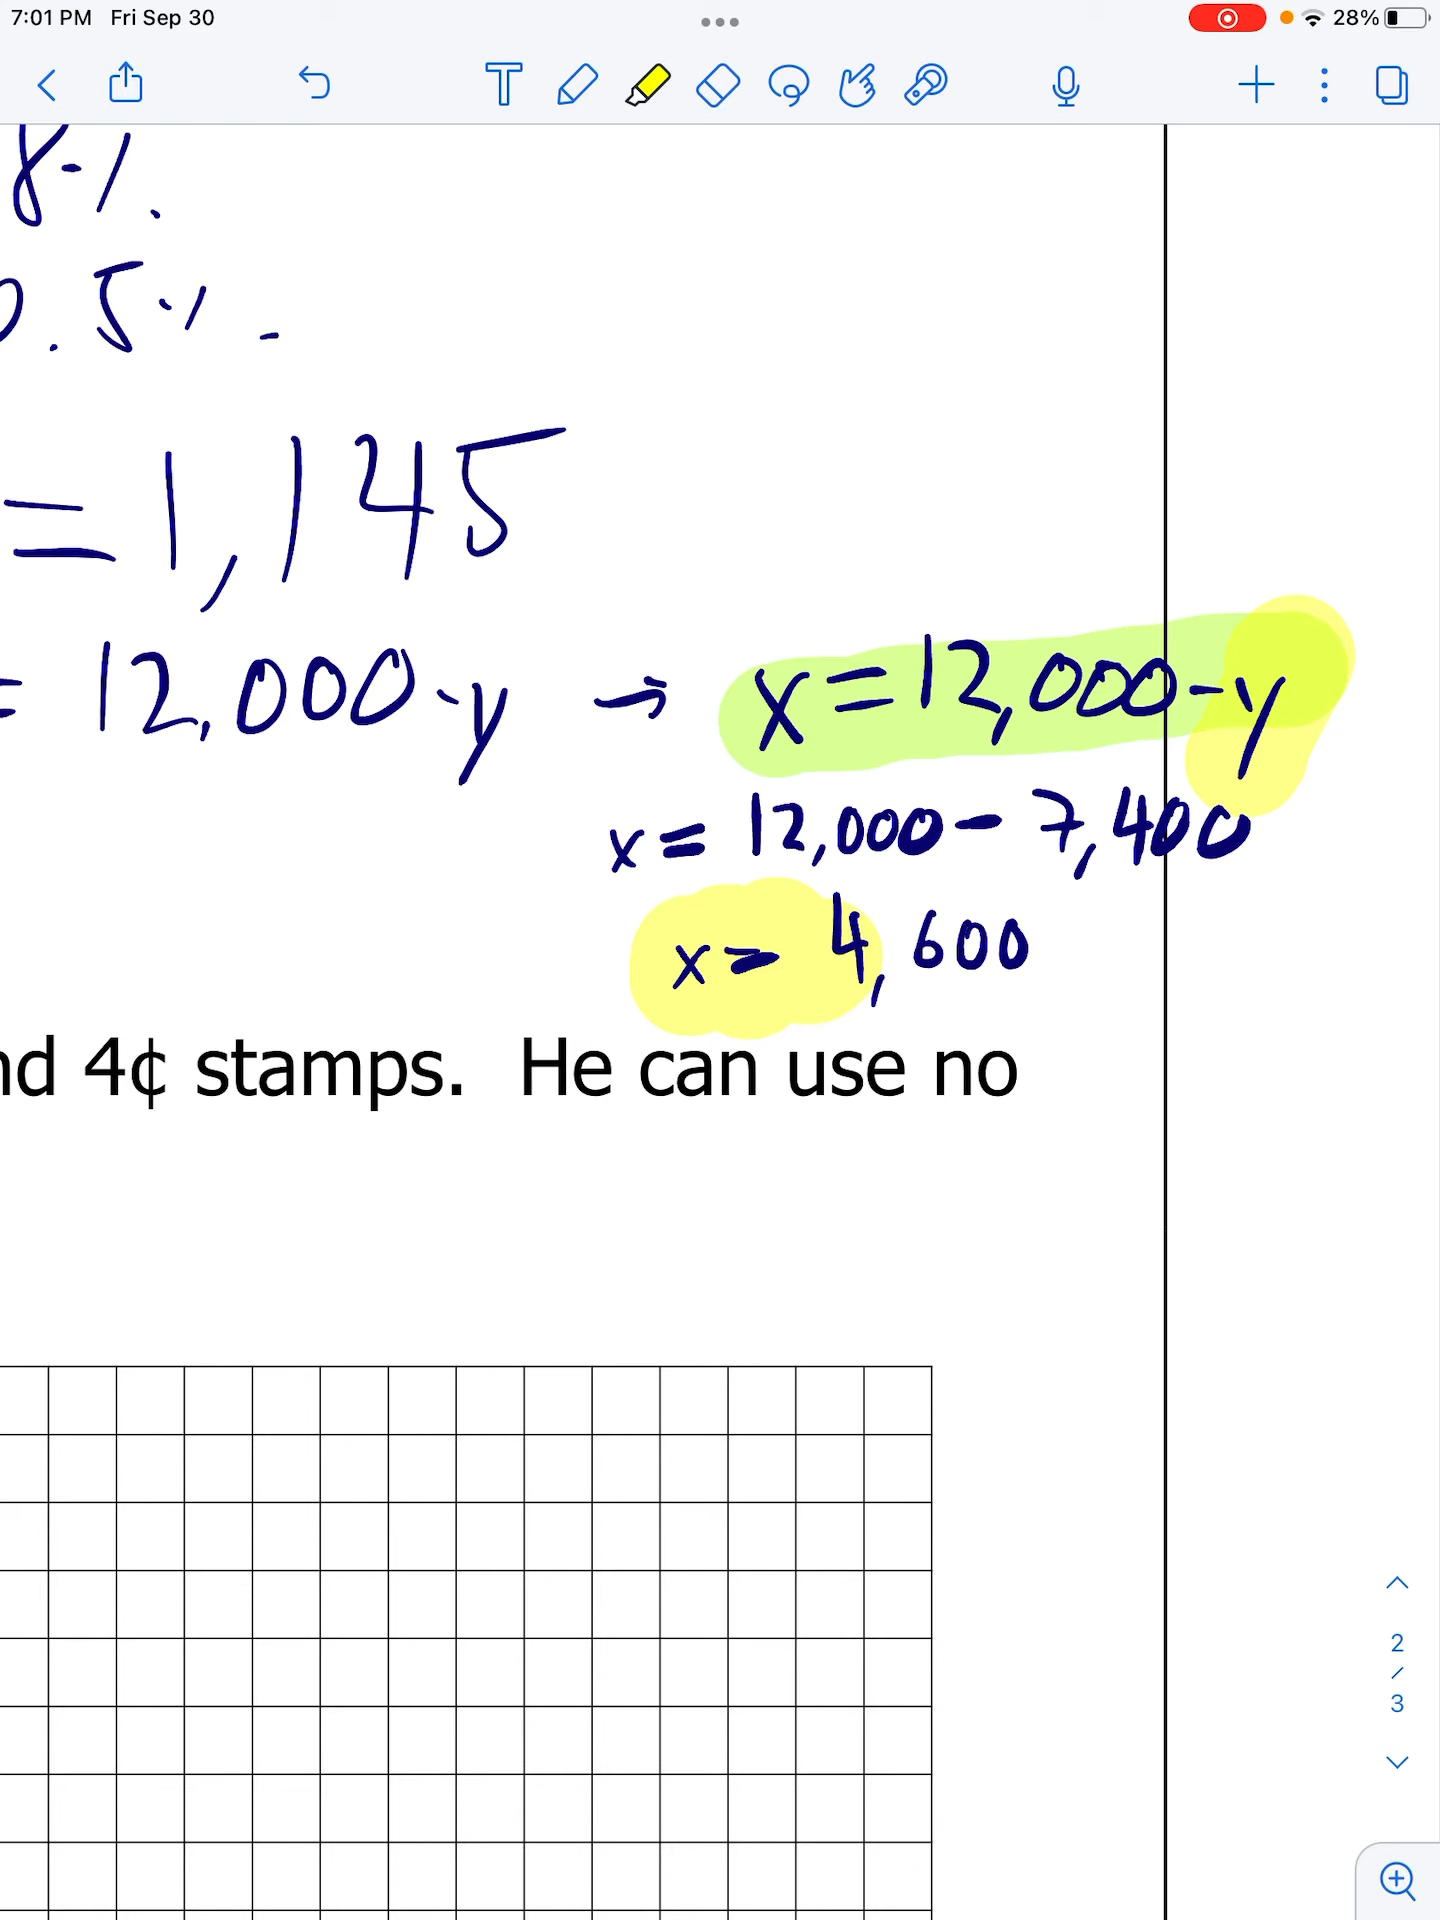 7:01 PM Fri Sep 30
28%
8%.
0.5%.
= 1,145
= 12,000-y → x=12,000-y
x= 12,000-7,400
x= 4,600
nd 4¢ stamps. He can use no
2
/
3